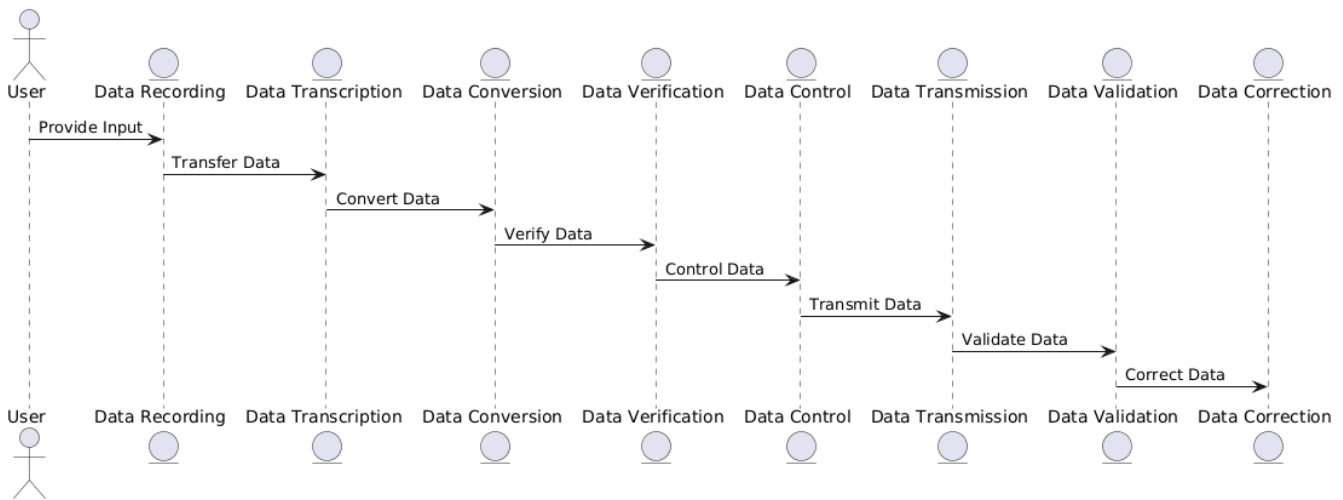 User Data Recording Data Transcription Data Conversion Data Verification Data Control Data Transmission Data Validation Data Correction
Provide Input
Transfer Data
Convert Data
Verify Data
Control Data
Transmit Data
Validate Data
Correct Data
User Data Recording Data Transcription Data Conversion Data Verification Data Control Data Transmission Data Validation Data Correction